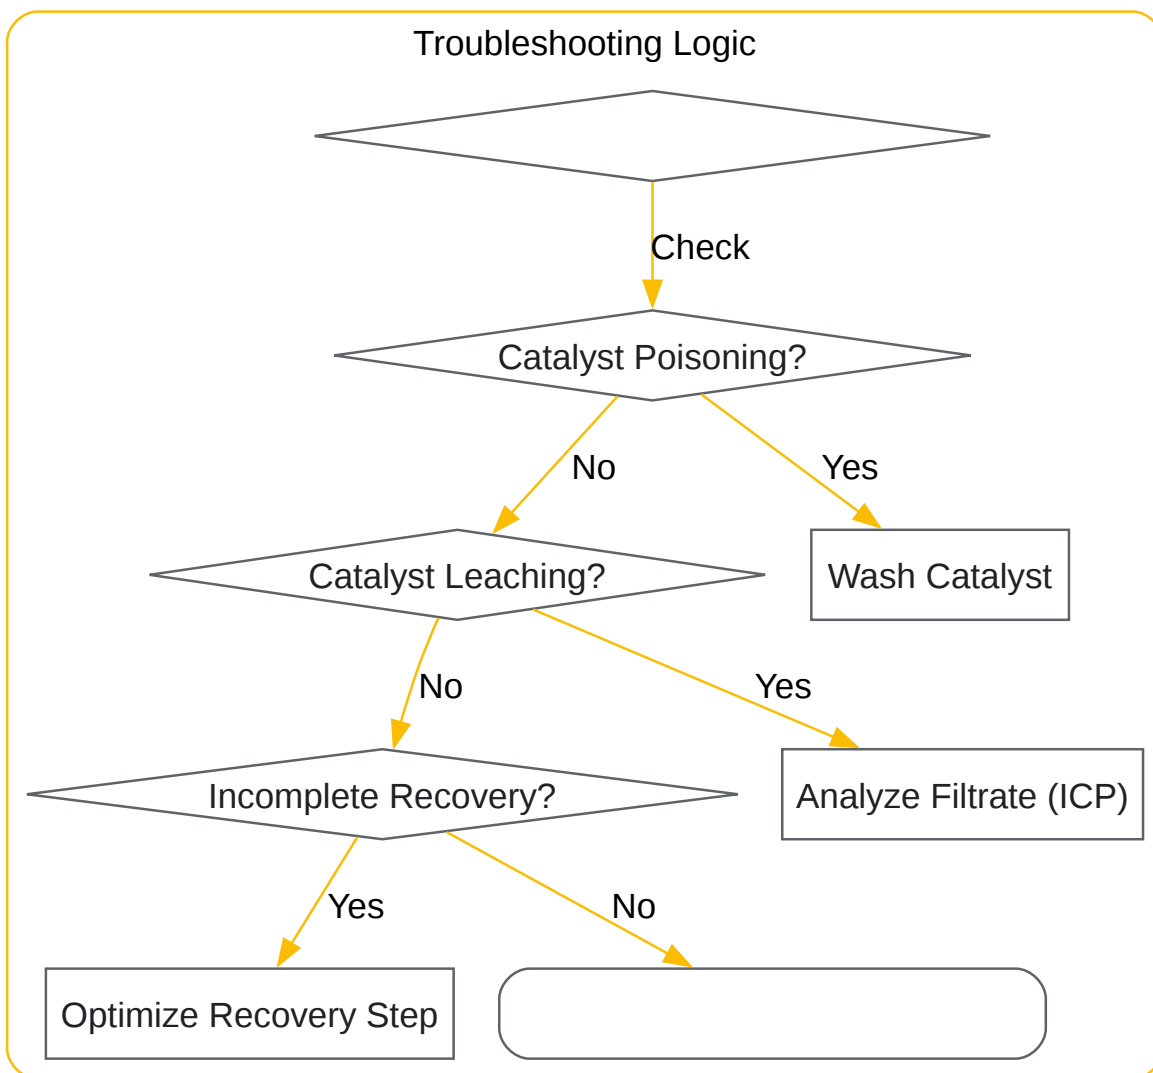 Troubleshooting Logic
Check
Catalyst Poisoning?
No
Yes
Catalyst Leaching?
Wash Catalyst
No
Yes
Incomplete Recovery?
Analyze Filtrate (ICP)
Yes
No
Optimize Recovery Step